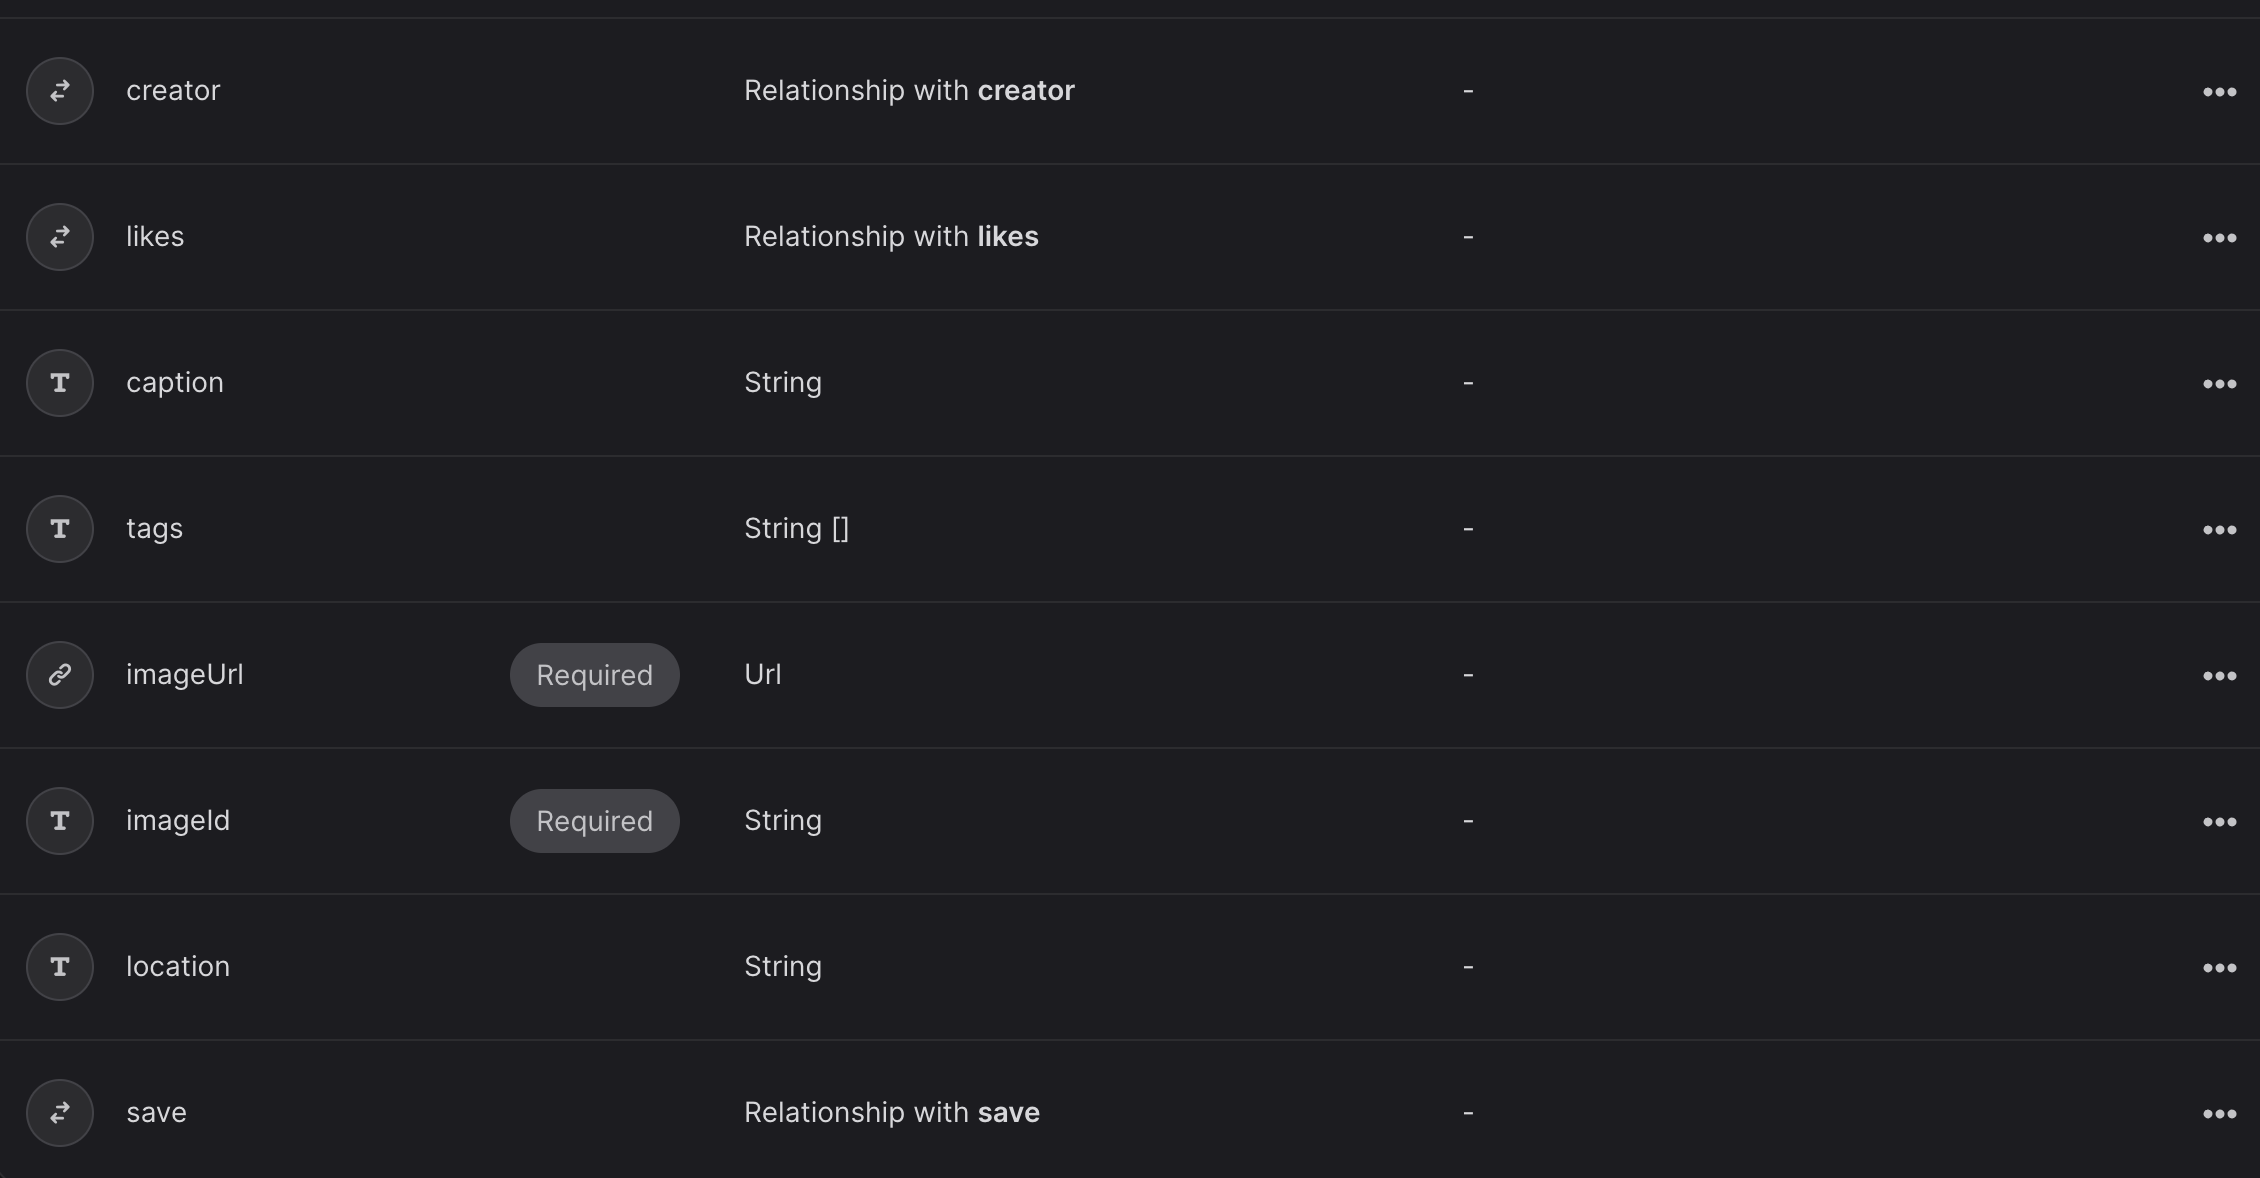 creator Relationship with creator -
likes Relationship with likes -
caption String -
tags String [] -
imageUrl Required Url -
imageId Required String -
location String -
save Relationship with save -